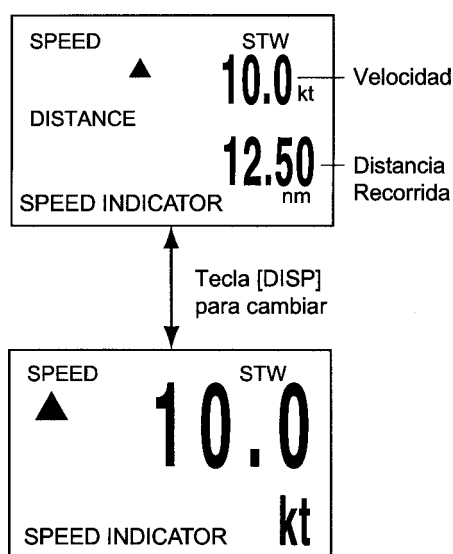 SPEED STW
10.0 kt
Velocidad
DISTANCE
12.50 nm
Distancia
Recorrida
SPEED INDICATOR
Tecla [DISP]
para cambiar
SPEED STW
10.0
kt
SPEED INDICATOR